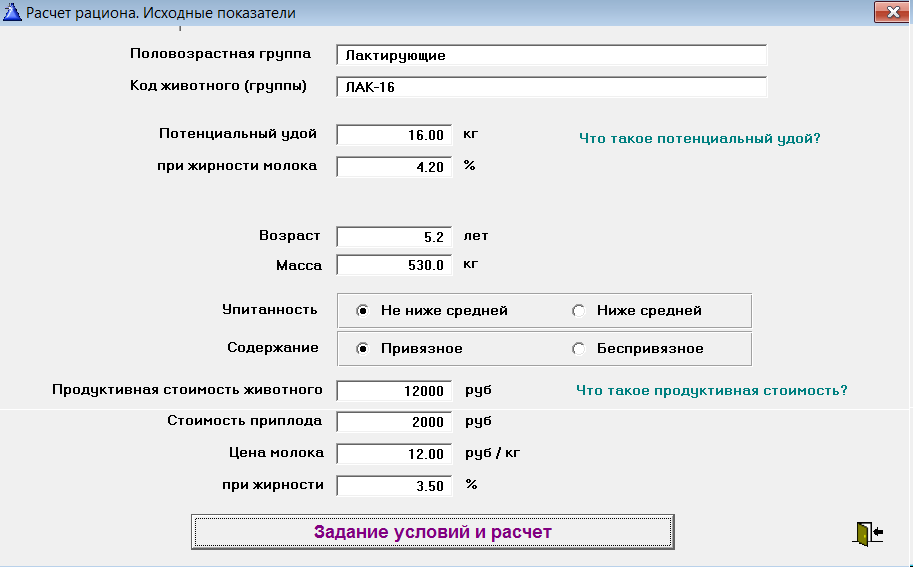 Расчет рациона. Исходные показатели
Половозрастная группа Лактирующие
Код животного (группы) ЛАК-16
Потенциальный удой 16.00 кг Что такое потенциальный удой?
при жирности молока 4.20 %
Возраст 5.2 лет
Масса 530.0 кг
Упитанность Не ниже средней Ниже средней
Содержание Привязное Беспривязное
Продуктивная стоимость животного 12000 руб Что такое продуктивная стоимость?
Стоимость приплода 2000 руб
Цена молока 12.00 руб / кг
при жирности 3.50 %
Задание условий и расчет